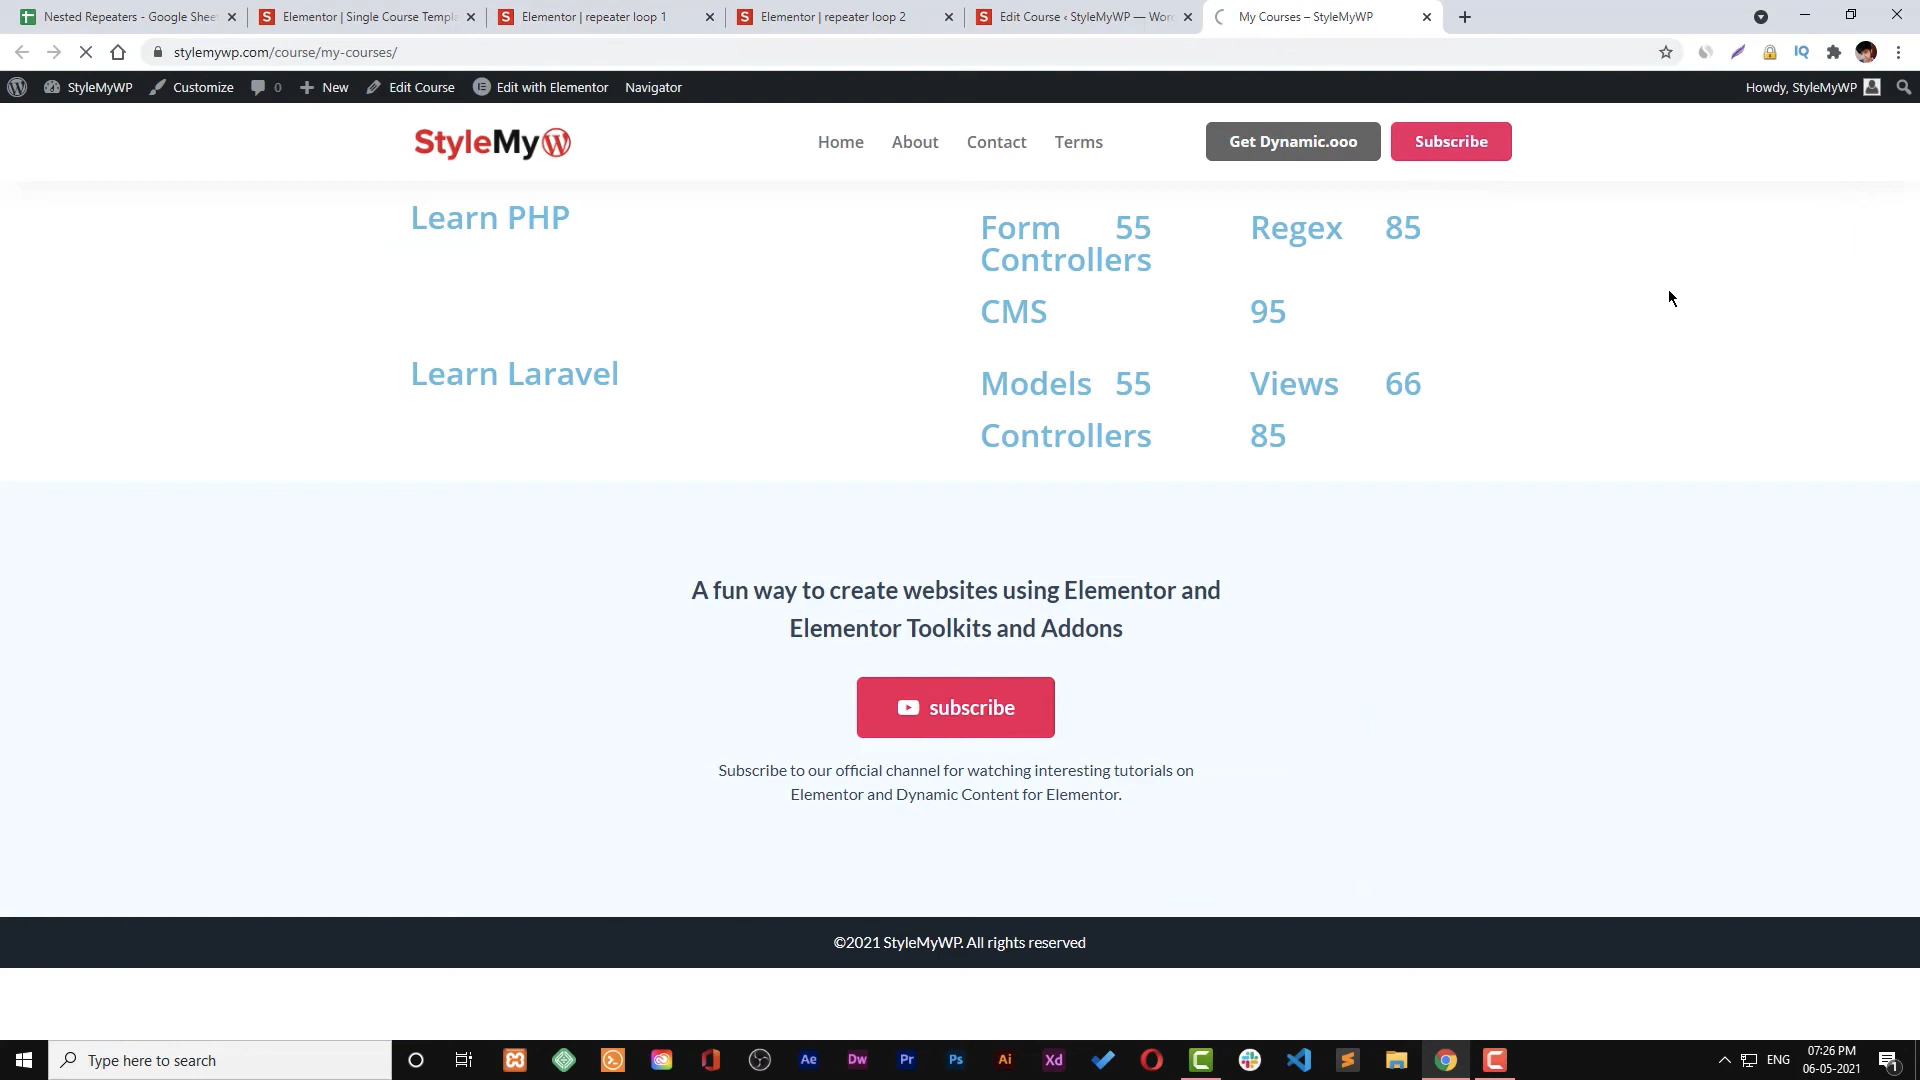 Nested Repeaters - Google Shee
Elementor | Single Course Templ
Elementor | repeater loop 1
Elementor | repeater loop 2
Edit Course ‹ StyleMyWP — Wor
My Courses – StyleMyWP
stylemywp.com/course/my-courses/
StyleMyWP
Customize
0
New
Edit Course
Edit with Elementor
Navigator
Howdy, StyleMyWP
StyleMyW
Home
About
Contact
Terms
Get Dynamic.ooo
Subscribe
Learn PHP
Form Controllers
55
Regex
85
CMS
95
Learn Laravel
Models
55
Views
66
Controllers
85
A fun way to create websites using Elementor and
Elementor Toolkits and Addons
subscribe
Subscribe to our official channel for watching interesting tutorials on
Elementor and Dynamic Content for Elementor.
©2021 StyleMyWP. All rights reserved
Type here to search
Ae
Dw
Pr
Ps
Ai
Xd
ENG
07:26 PM
06-05-2021
1